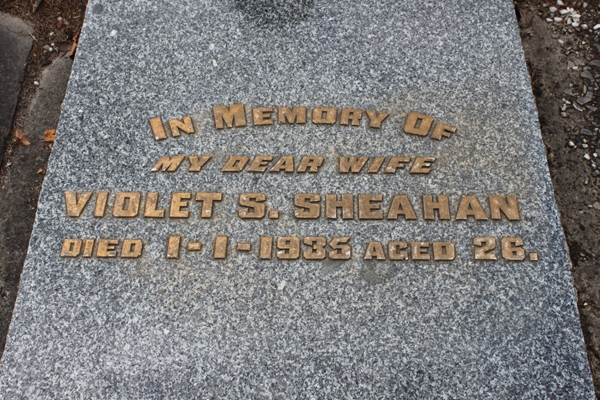 In Memory Of
MY DEAR WIFE
VIOLET S. SHEAHAN
DIED 1-1-1935 AGED 26.